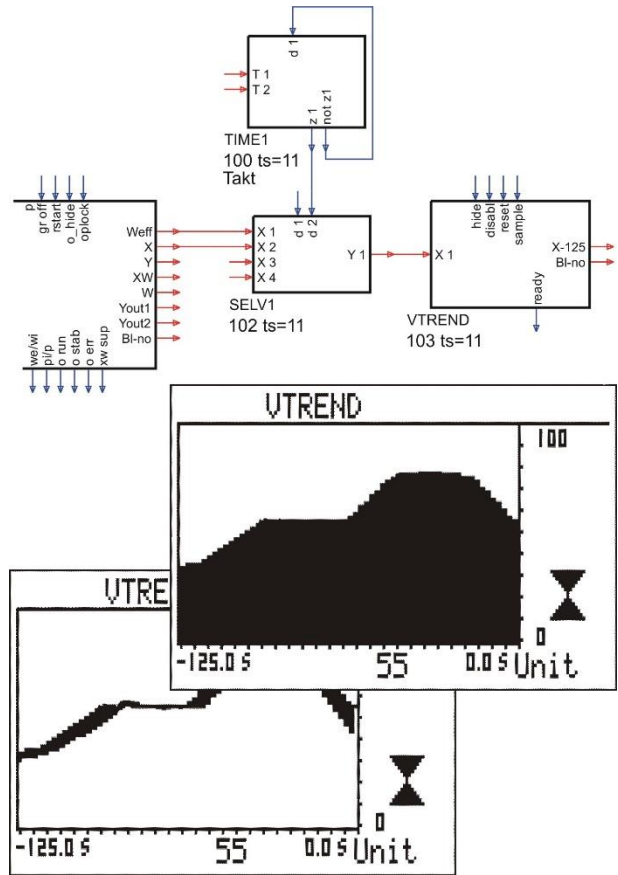 d 1
T 1
T 2
z 1
not z1
TIME1
100 ts=11
Takt
p
gr off
rstart
o_hide
oplock
Weff
X
Y
XW
W
Yout1
Yout2
Bl-no
we/wi
pi/p
o run
o stab
o err
xw sup
d 1
d 2
X 1
X 2
X 3
X 4
Y 1
SELV1
102 ts=11
hide
disabl
reset
sample
X 1
X-125
Bl-no
ready
VTREND
103 ts=11
VTREND
100
0
-125.0 s 55 0.0 s Unit
VTRE
0
-125.0 s 55 0.0 s Unit